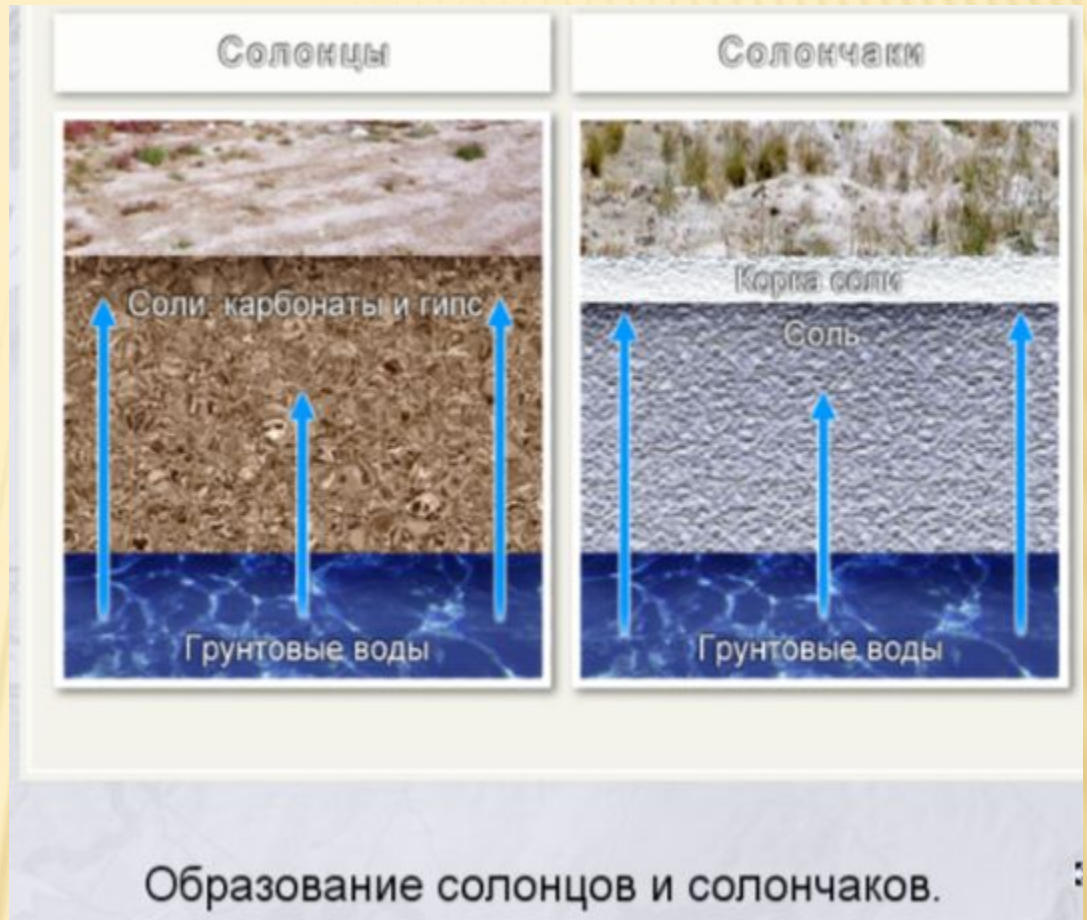 Солонцы
Солончаки
Соли, карбонаты и гипс
Грунтовые воды
Корка соли
Соль
Грунтовые воды
Образование солонцов и солончаков.